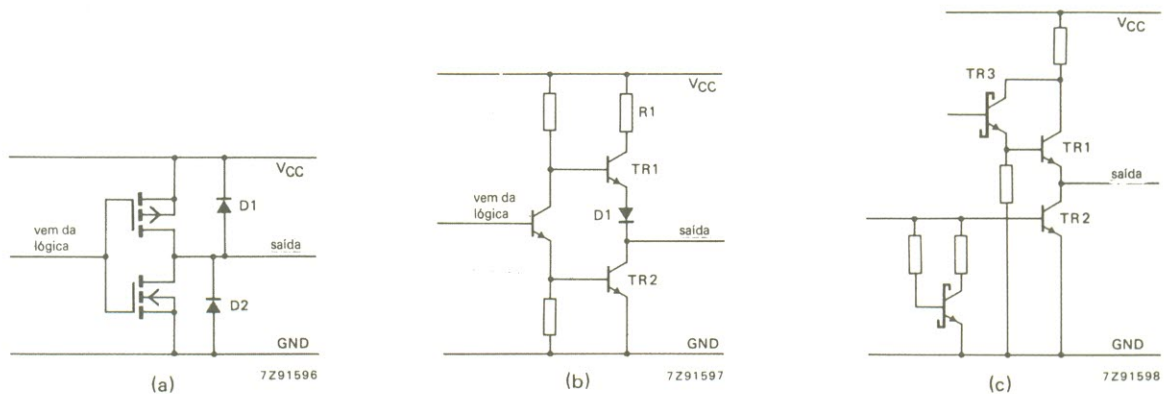 VCC
vem da
lógica
D1
saída
D2
GND
7Z91596
(a)
VCC
R1
TR1
vem da
lógica
D1
saída
TR2
GND
7Z91597
(b)
VCC
TR3
TR1
saída
TR2
GND
7Z91598
(c)